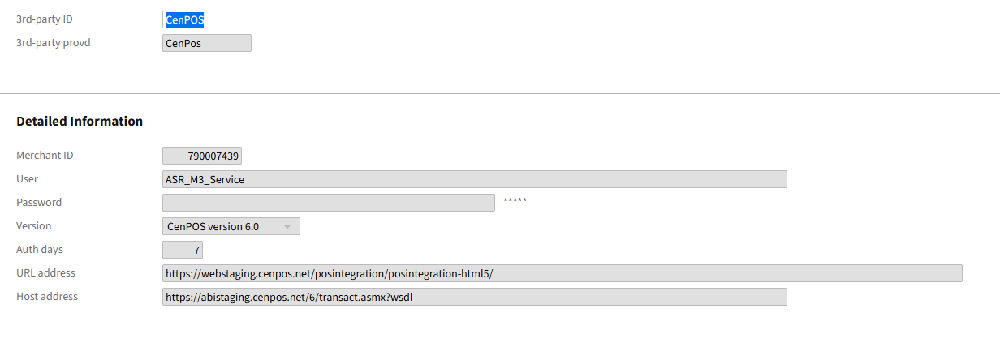 3rd-party ID CenPOS
3rd-party provd CenPos
Detailed Information
Merchant ID 790007439
User ASR_M3_Service
Password *****
Version CenPOS version 6.0
Auth days 7
URL address https://webstaging.cenpos.net/posintegration/posintegration-html5/
Host address https://abistaging.cenpos.net/6/transact.asmx?wsdl